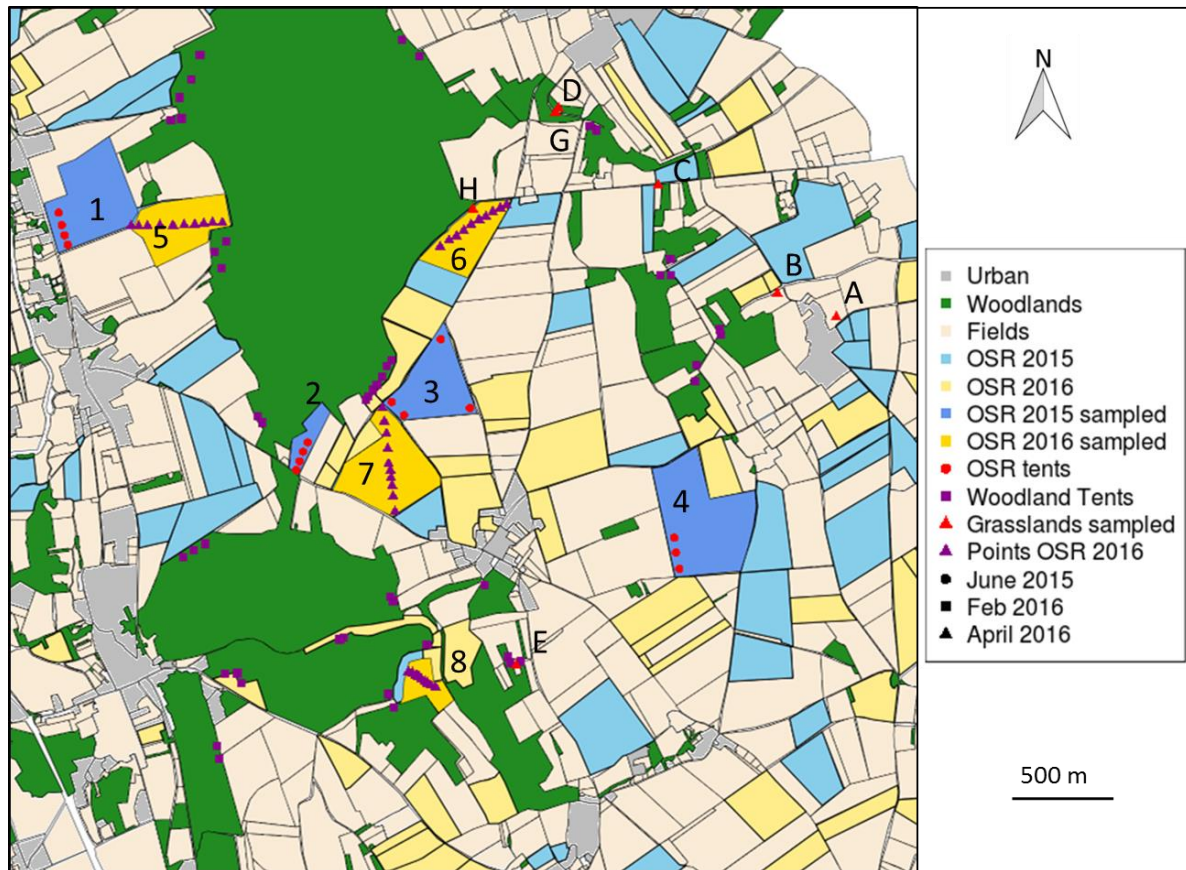 N
D
G
C
H
1
5
6
B
A
2
3
7
4
8
E
Urban
Woodlands
Fields
OSR 2015
OSR 2016
OSR 2015 sampled
OSR 2016 sampled
OSR tents
Woodland Tents
Grasslands sampled
Points OSR 2016
June 2015
Feb 2016
April 2016
500 m